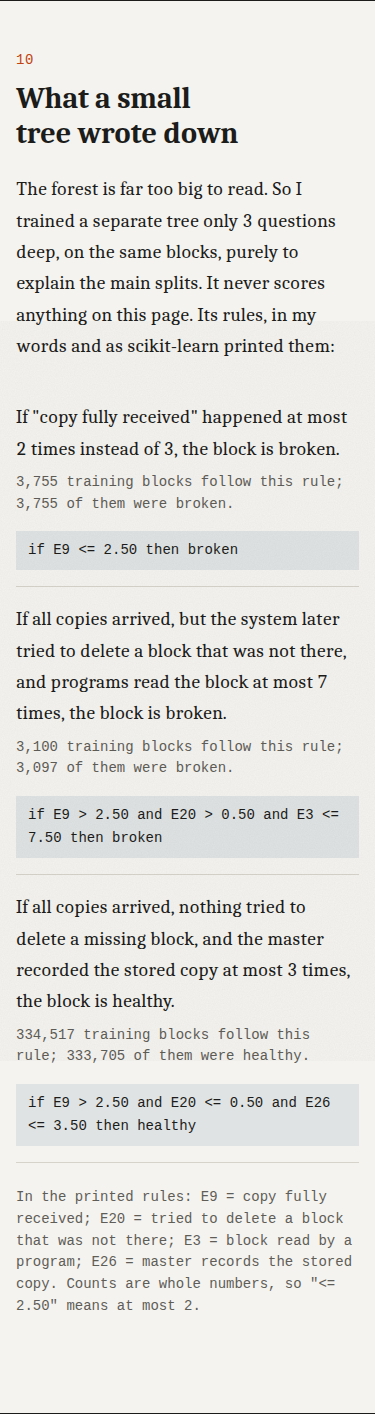 10
What a small
tree wrote down
The forest is far too big to read. So I
trained a separate tree only 3 questions
deep, on the same blocks, purely to
explain the main splits. It never scores
anything on this page. Its rules, in my
words and as scikit-learn printed them:
If "copy fully received" happened at most
2 times instead of 3, the block is broken.
3,755 training blocks follow this rule;
3,755 of them were broken.
if E9 <= 2.50 then broken
If all copies arrived, but the system later
tried to delete a block that was not there,
and programs read the block at most 7
times, the block is broken.
3,100 training blocks follow this rule;
3,097 of them were broken.
if E9 > 2.50 and E20 > 0.50 and E3 <=
7.50 then broken
If all copies arrived, nothing tried to
delete a missing block, and the master
recorded the stored copy at most 3 times,
the block is healthy.
334,517 training blocks follow this
rule; 333,705 of them were healthy.
if E9 > 2.50 and E20 <= 0.50 and E26
<= 3.50 then healthy
In the printed rules: E9 = copy fully
received; E20 = tried to delete a block
that was not there; E3 = block read by a
program; E26 = master records the stored
copy. Counts are whole numbers, so "<=
2.50" means at most 2.